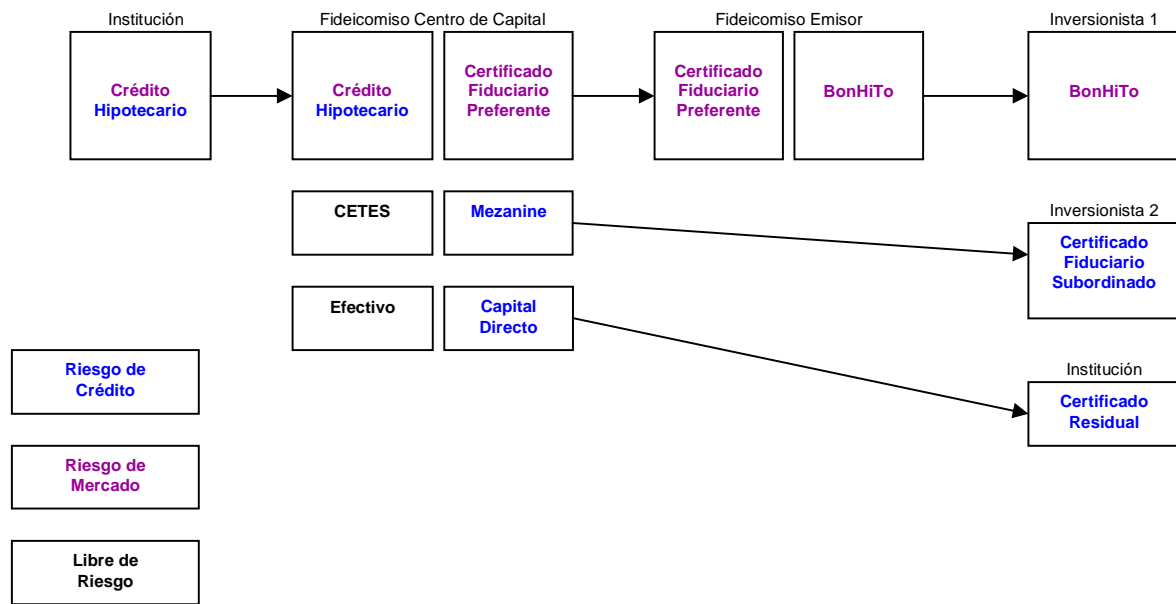 Institución
Fideicomiso Centro de Capital
Fideicomiso Emisor
Inversionista 1
Crédito
Hipotecario
Crédito
Hipotecario
Certificado
Fiduciario
Preferente
Certificado
Fiduciario
Preferente
BonHiTo
BonHiTo
CETES
Mezanine
Inversionista 2
Certificado
Fiduciario
Subordinado
Efectivo
Capital
Directo
Institución
Certificado
Residual
Riesgo de
Crédito
Riesgo de
Mercado
Libre de
Riesgo